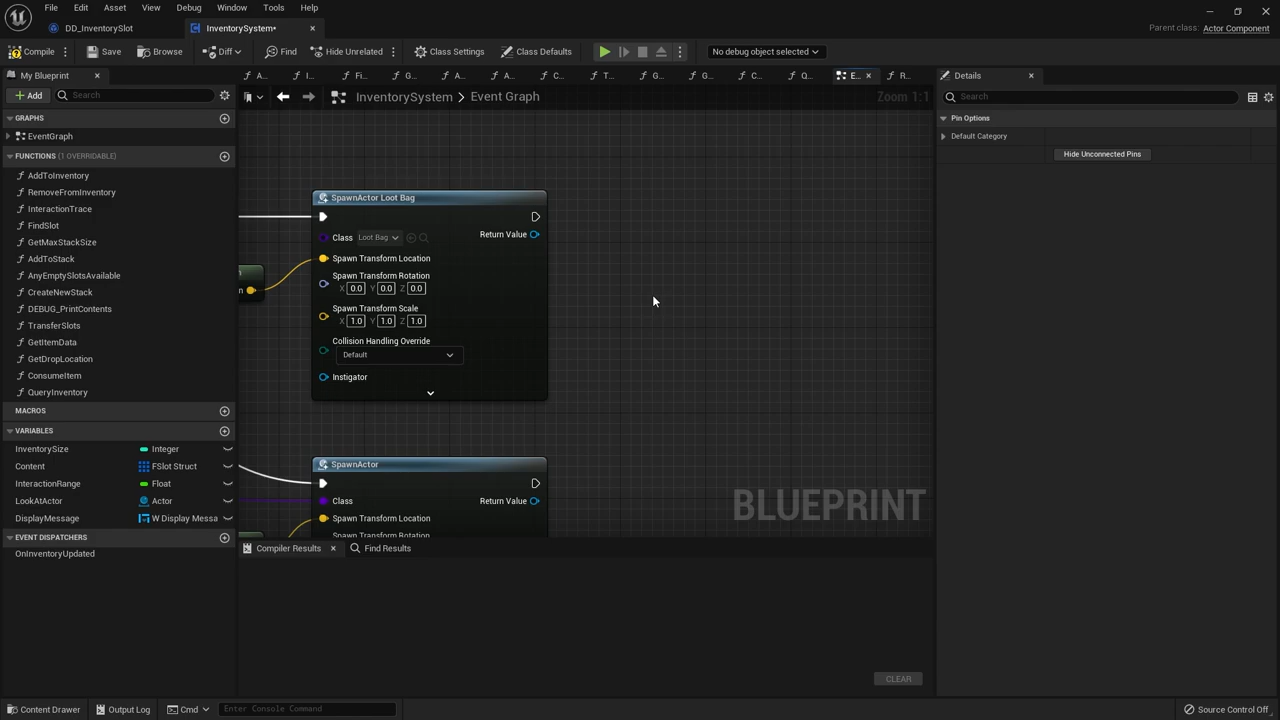 File Edit Asset View Debug Window Tools Help
DD_InventorySlot
InventorySystem*
Parent class: Actor Component
Compile Save Browse Diff Find Hide Unrelated Class Settings Class Defaults No debug object selected
My Blueprint
A... I... Fi... G... A... A... C... T... G... G... C... Q... E... R...
Details
Add
Search
InventorySystem > Event Graph
Zoom 1:1
Search
GRAPHS
EventGraph
FUNCTIONS (1 OVERRIDABLE)
AddToInventory
RemoveFromInventory
InteractionTrace
FindSlot
GetMaxStackSize
AddToStack
AnyEmptySlotsAvailable
CreateNewStack
DEBUG_PrintContents
TransferSlots
GetItemData
GetDropLocation
ConsumeItem
QueryInventory
MACROS
VARIABLES
InventorySize Integer
Content FSlot Struct
InteractionRange Float
LookAtActor Actor
DisplayMessage W Display Messa
EVENT DISPATCHERS
OnInventoryUpdated
SpawnActor Loot Bag
Return Value
Class Loot Bag
Spawn Transform Location
Spawn Transform Rotation
X 0.0 Y 0.0 Z 0.0
Spawn Transform Scale
X 1.0 Y 1.0 Z 1.0
Collision Handling Override
Default
Instigator
SpawnActor
Class
Return Value
Spawn Transform Location
Spawn Transform Rotation
BLUEPRINT
Pin Options
Default Category
Hide Unconnected Pins
Compiler Results
Find Results
CLEAR
Content Drawer Output Log Cmd Enter Console Command
Source Control Off